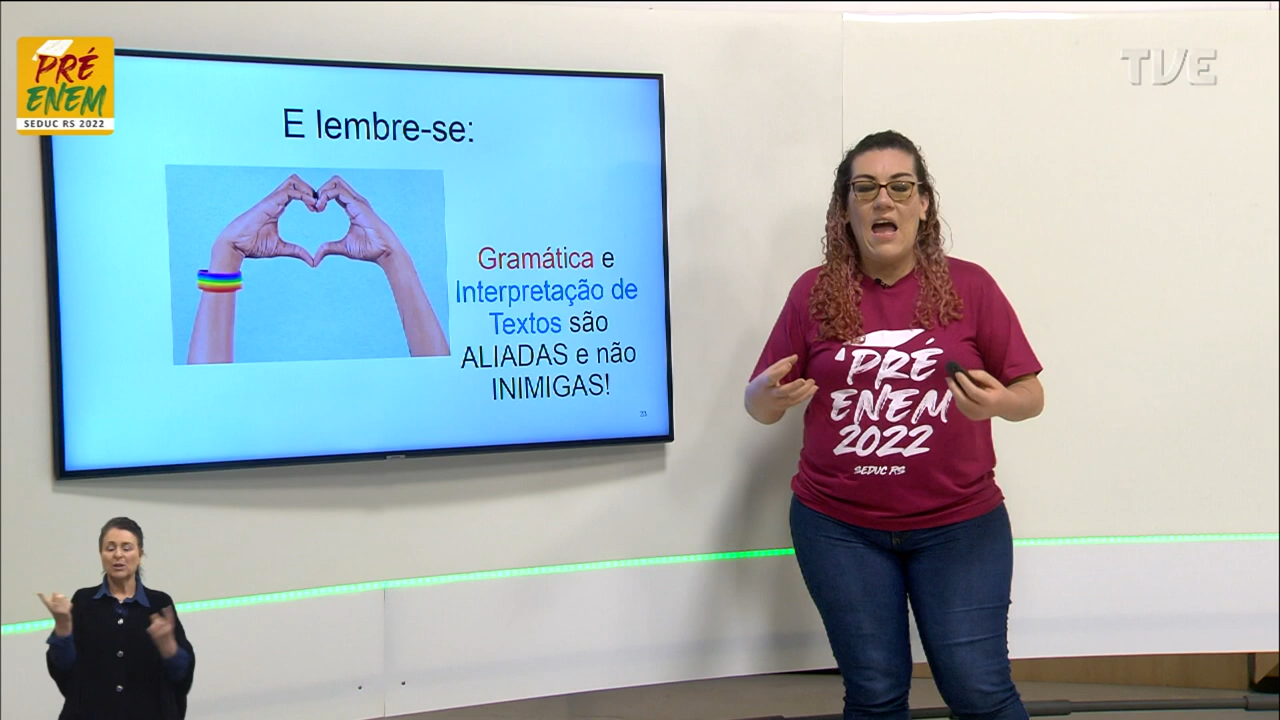 PRÉ
ENEM
SEDUC RS 2022
TVE
E lembre-se:
Gramática e
Interpretação de
Textos são
ALIADAS e não
INIMIGAS!
23
'PRÉ
ENEM
2022
SEDUC RS